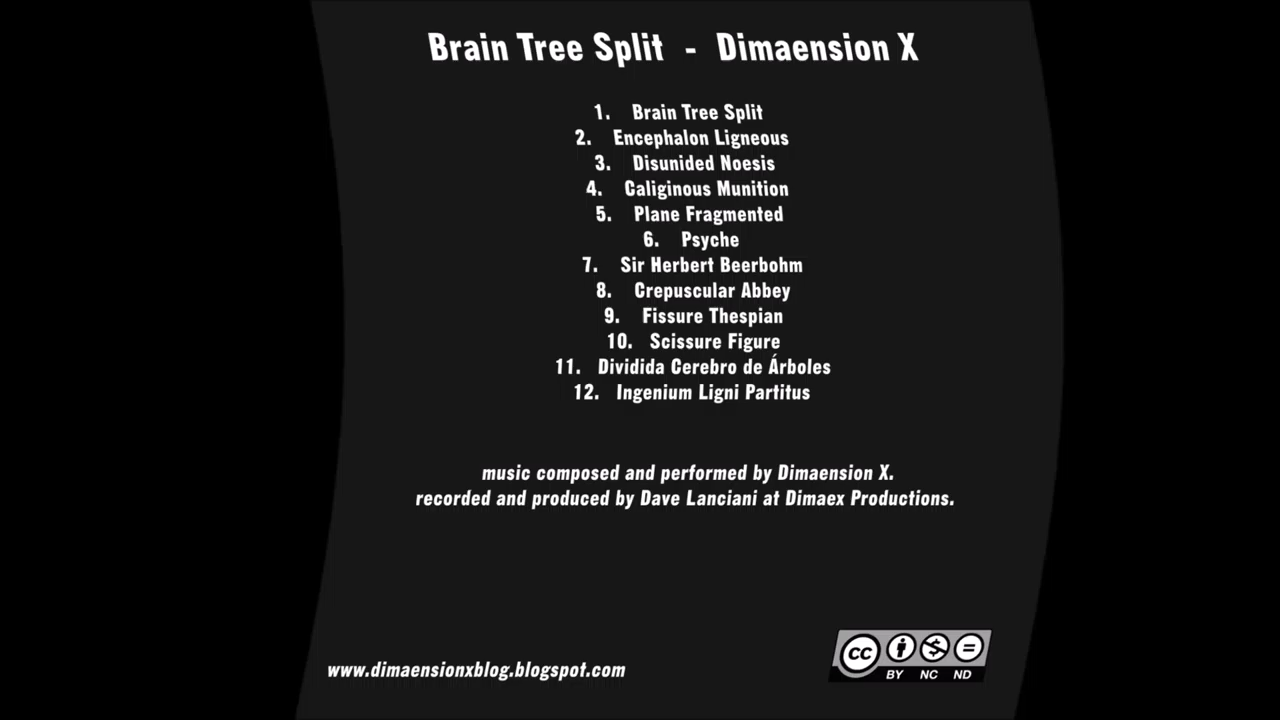 Brain Tree Split - Dimaension X
1. Brain Tree Split
2. Encephalon Ligneous
3. Disunided Noesis
4. Caliginous Munition
5. Plane Fragmented
6. Psyche
7. Sir Herbert Beerbohm
8. Crepuscular Abbey
9. Fissure Thespian
10. Scissure Figure
11. Dividida Cerebro de Árboles
12. Ingenium Ligni Partitus
music composed and performed by Dimaension X.
recorded and produced by Dave Lanciani at Dimaex Productions.
www.dimaensionxblog.blogspot.com
CC
BY NC ND